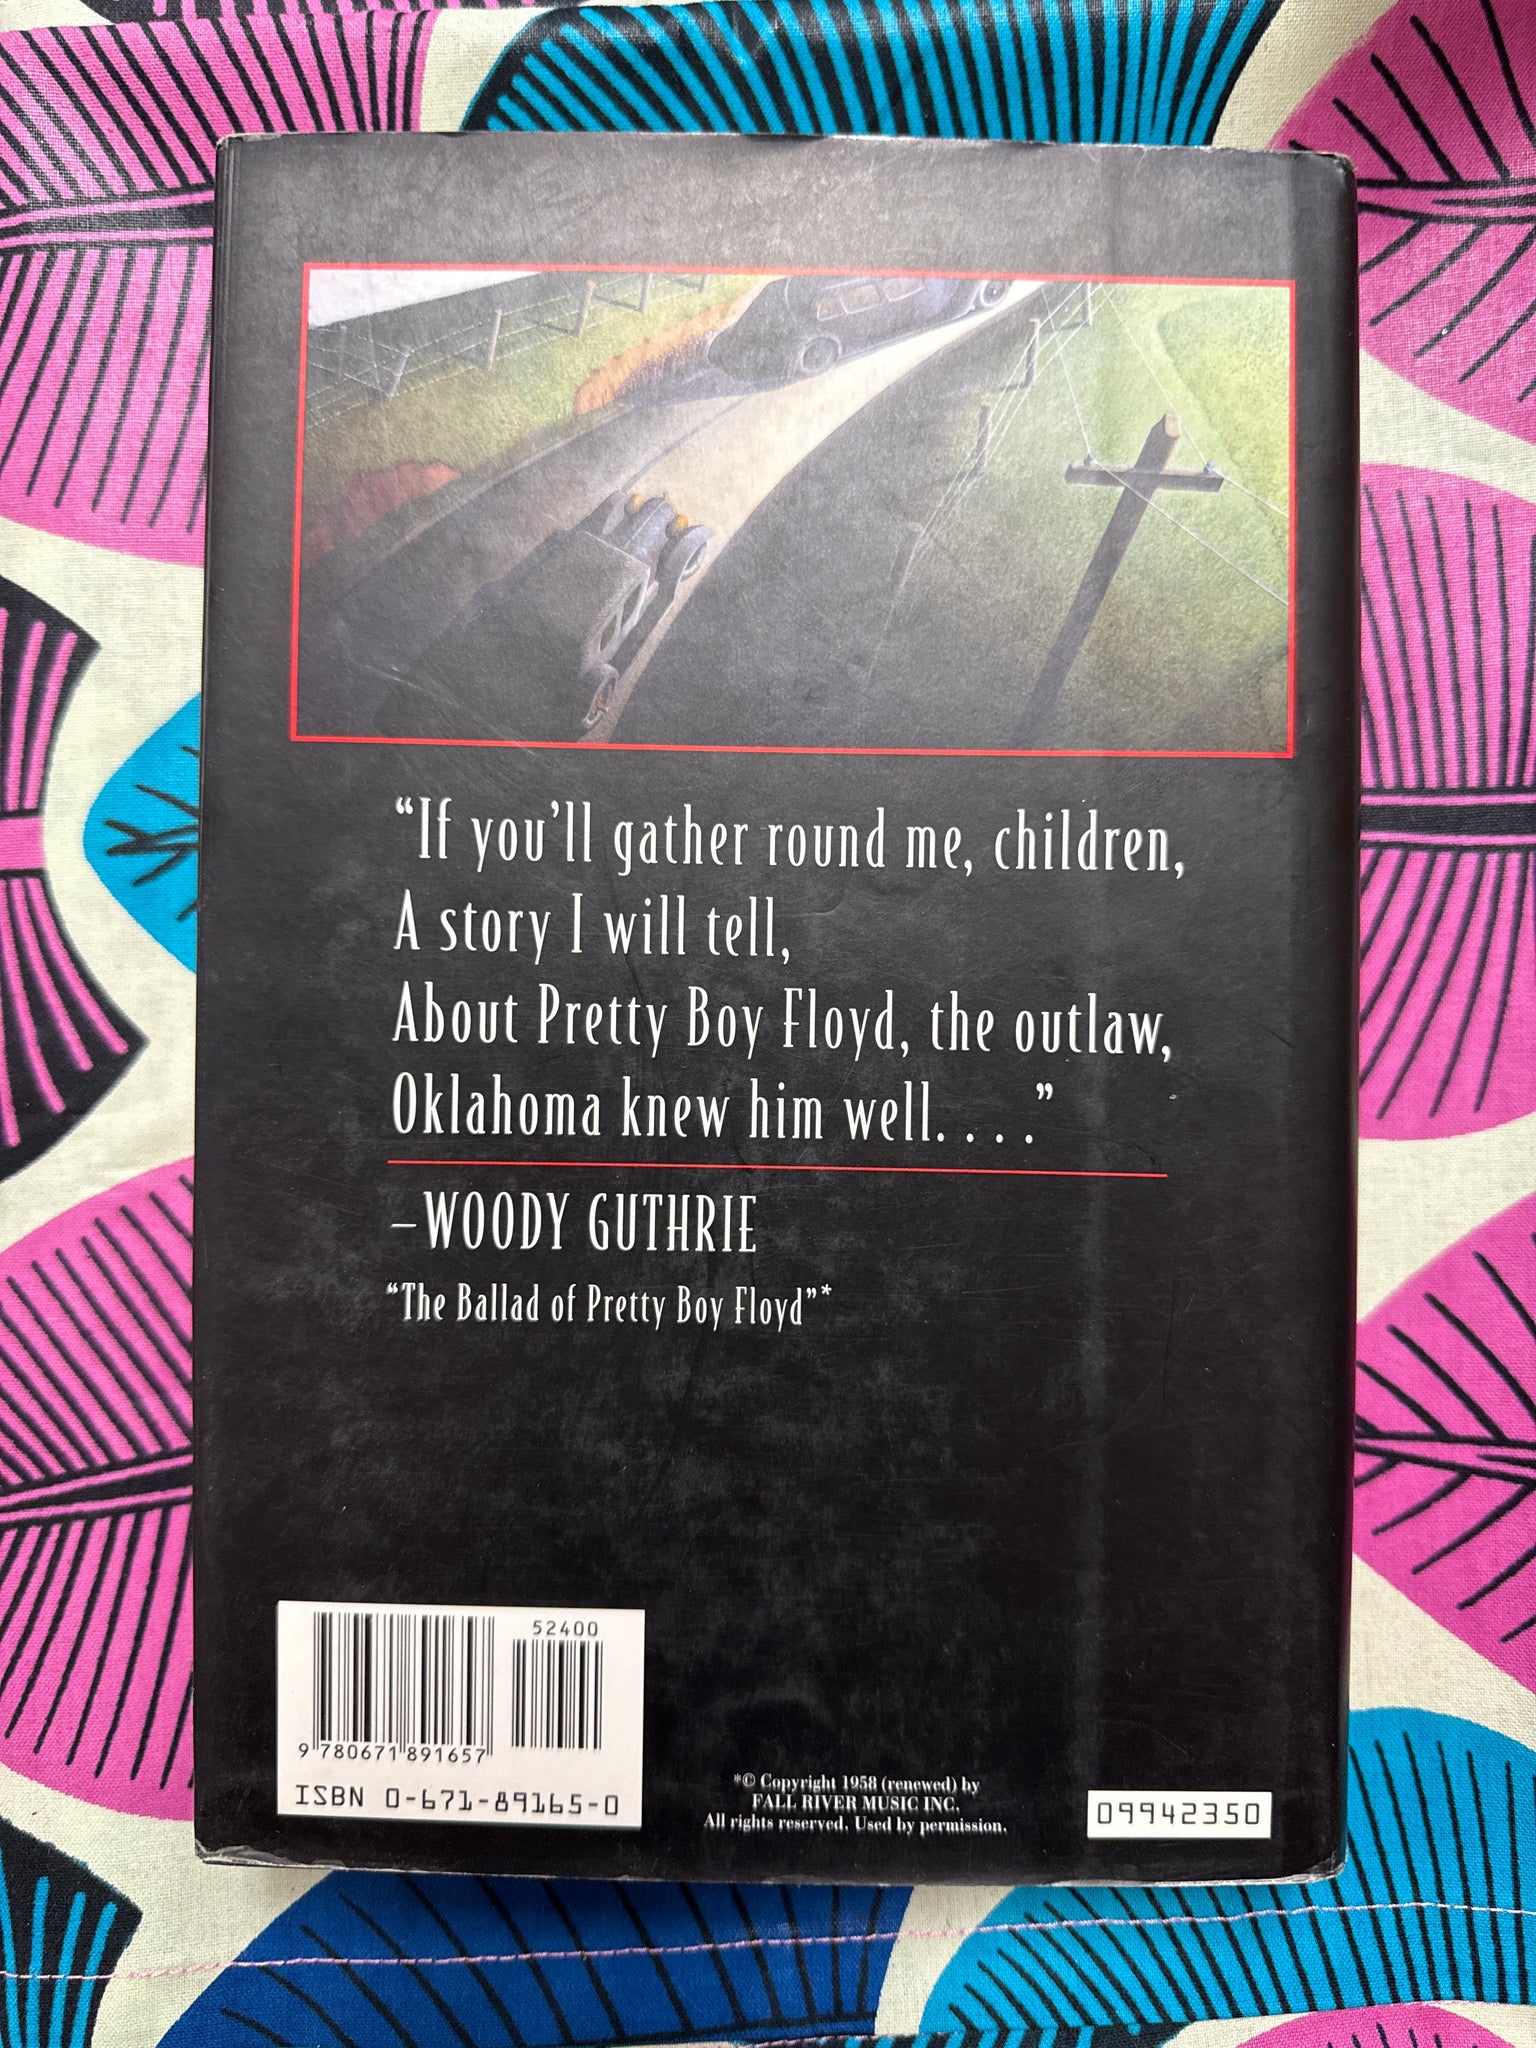 “If you’ll gather round me, children,
A story I will tell,
About Pretty Boy Floyd, the outlaw,
Oklahoma knew him well. . . .”
–WOODY GUTHRIE
“The Ballad of Pretty Boy Floyd”*
52400
9 780671 891657
ISBN 0-671-89165-0
*© Copyright 1958 (renewed) by
FALL RIVER MUSIC INC.
All rights reserved. Used by permission.
09942350